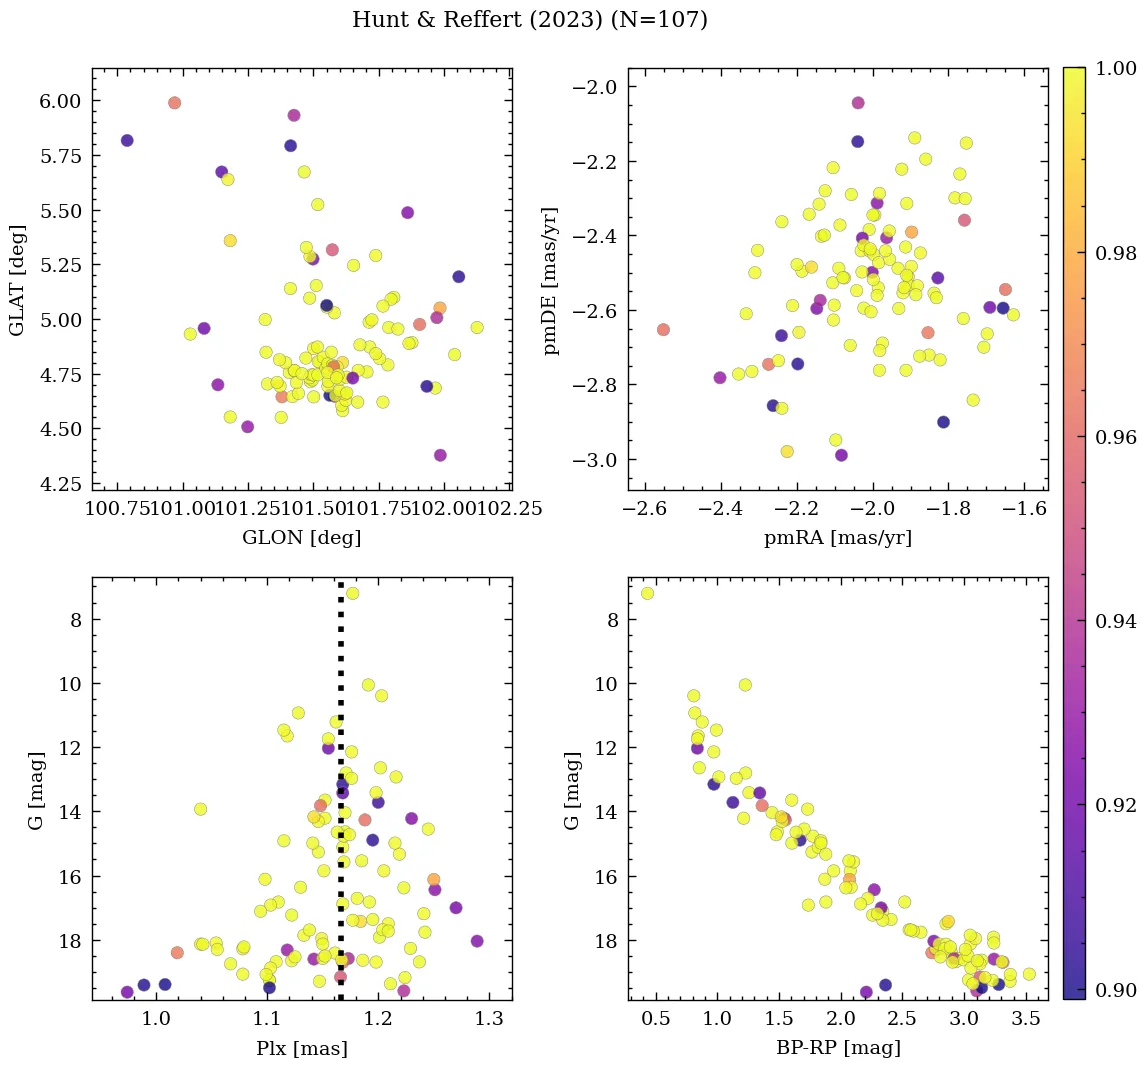 Hunt & Reffert (2023) (N=107)
6.00
5.75
5.50
5.25
5.00
4.75
4.50
4.25
GLAT [deg]
100.75 101.00 101.25 101.50 101.75 102.00 102.25
GLON [deg]
−2.0
−2.2
−2.4
−2.6
−2.8
−3.0
pmDE [mas/yr]
−2.6 −2.4 −2.2 −2.0 −1.8 −1.6
pmRA [mas/yr]
8
10
12
14
16
18
G [mag]
1.0 1.1 1.2 1.3
Plx [mas]
8
10
12
14
16
18
G [mag]
0.5 1.0 1.5 2.0 2.5 3.0 3.5
BP-RP [mag]
1.00
0.98
0.96
0.94
0.92
0.90